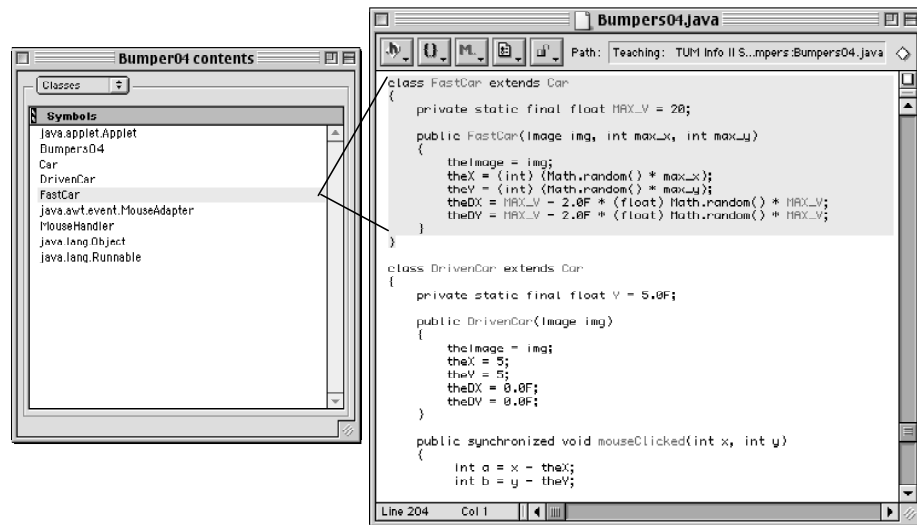 Bumper04 contents
Classes
Symbols
java.applet.Applet
Bumpers04
Car
DrivenCar
FastCar
java.awt.event.MouseAdapter
MouseHandler
java.lang.Object
java.lang.Runnable
Bumpers04.java
h {} M
Path: Teaching: TUM Info II S...mpers:Bumpers04.java
class FastCar extends Car
{
private static final float MAX_V = 20;
public FastCar(Image img, int max_x, int max_y)
{
theImage = img;
theX = (int) (Math.random() * max_x);
theY = (int) (Math.random() * max_y);
theDX = MAX_V - 2.0F * (float) Math.random() * MAX_V;
theDY = MAX_V - 2.0F * (float) Math.random() * MAX_V;
}
}
class DrivenCar extends Car
{
private static final float V = 5.0F;
public DrivenCar(Image img)
{
theImage = img;
theX = 5;
theY = 5;
theDX = 0.0F;
theDY = 0.0F;
}
public synchronized void mouseClicked(int x, int y)
{
int a = x - theX;
int b = y - theY;
Line 204 Col 1